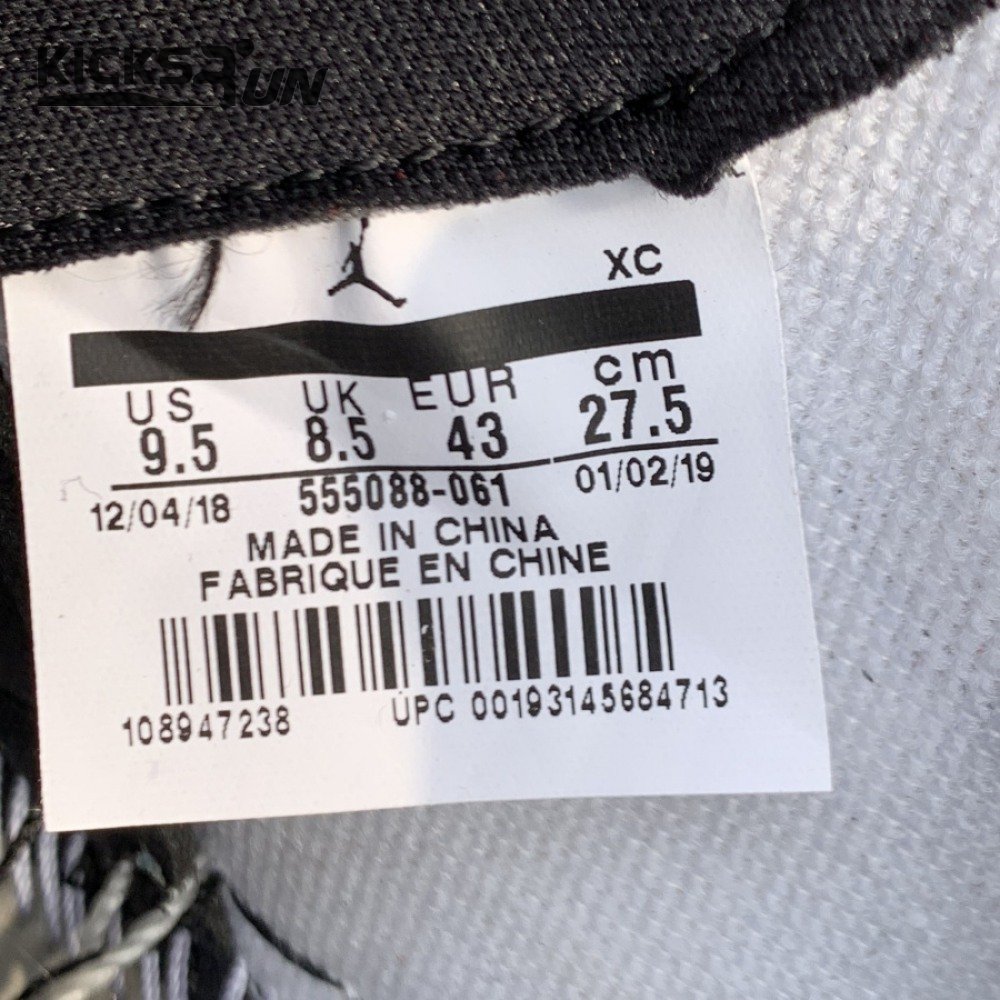 KICKSRUN
XC
US UK EUR cm
9.5 8.5 43 27.5
12/04/18 555088-061 01/02/19
MADE IN CHINA
FABRIQUE EN CHINE
108947238 UPC 00193145684713